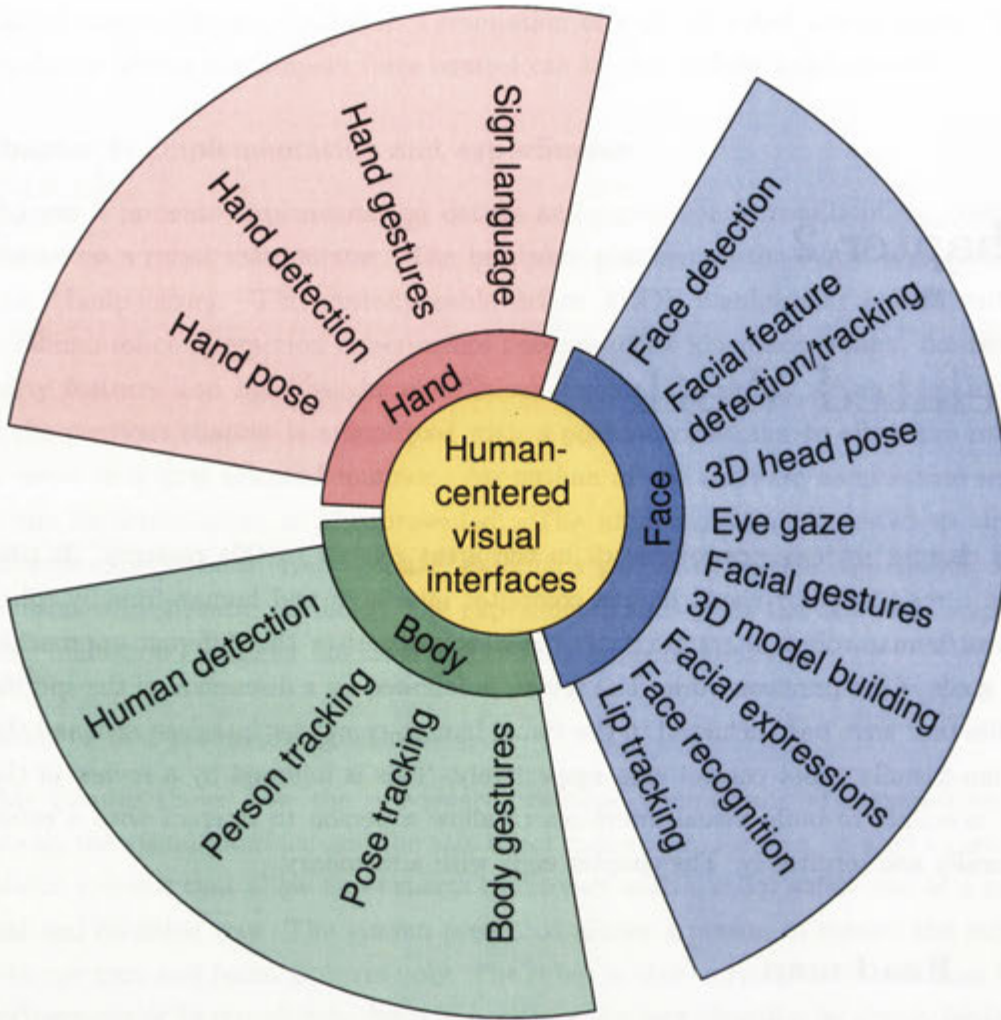 Human-
centered
visual
interfaces
Hand
Hand pose
Hand detection
Hand gestures
Sign language
Face
Face detection
Facial feature
detection/tracking
3D head pose
Eye gaze
Facial gestures
3D model building
Facial expressions
Face recognition
Lip tracking
Body
Human detection
Person tracking
Pose tracking
Body gestures